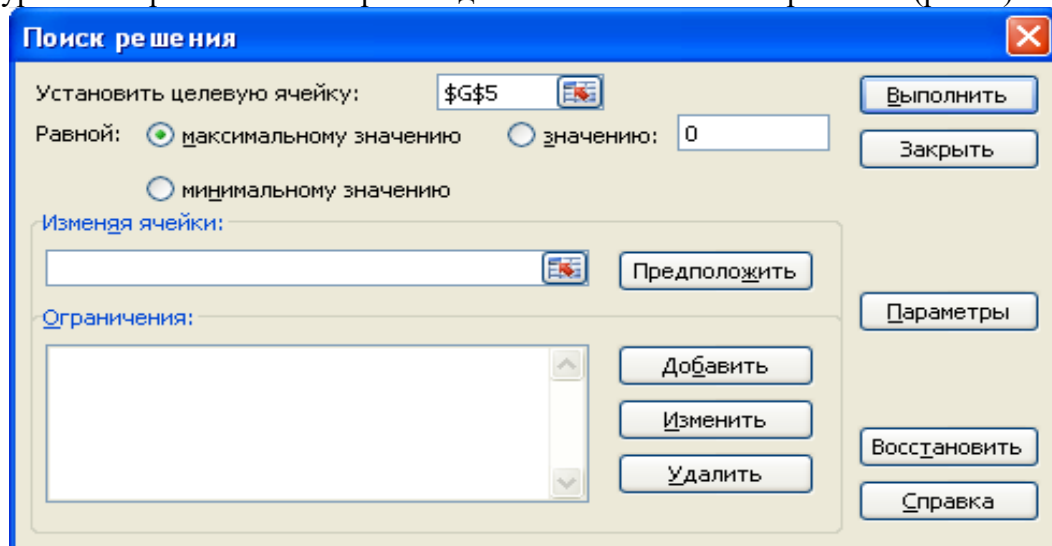 Поиск решения
Установить целевую ячейку: $G$5
Выполнить
Равной: максимальному значению значению: 0
Закрыть
минимальному значению
Изменяя ячейки:
Предположить
Ограничения:
Параметры
Добавить
Изменить
Восстановить
Удалить
Справка